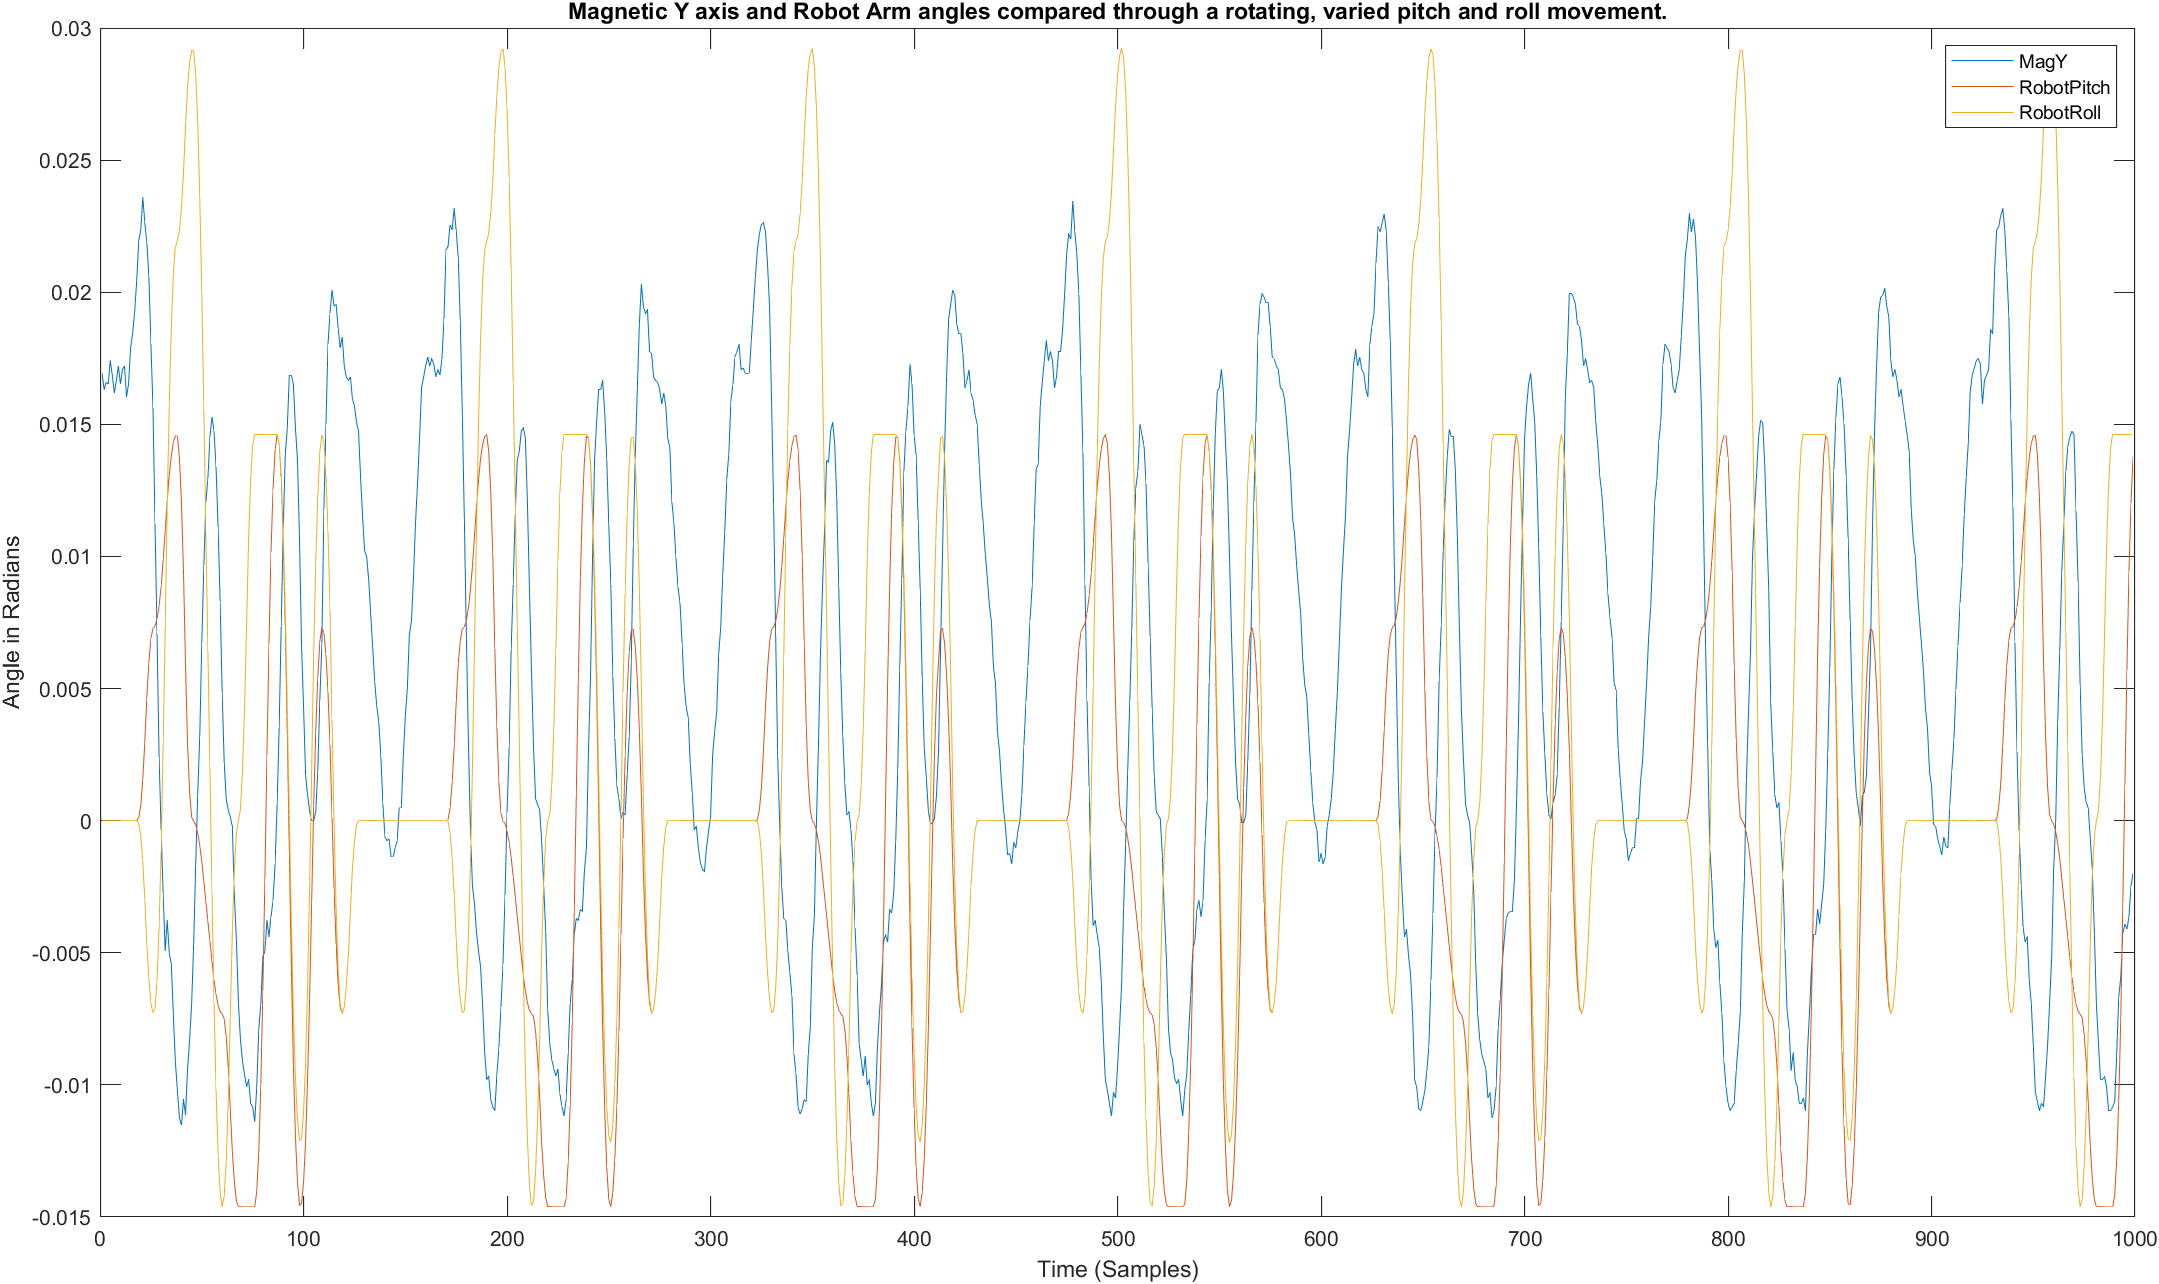 Magnetic Y axis and Robot Arm angles compared through a rotating, varied pitch and roll movement.
0.03
0.025
0.02
0.015
0.01
0.005
0
-0.005
-0.01
-0.015
Angle in Radians
MagY
RobotPitch
RobotRoll
0 100 200 300 400 500 600 700 800 900 1000
Time (Samples)